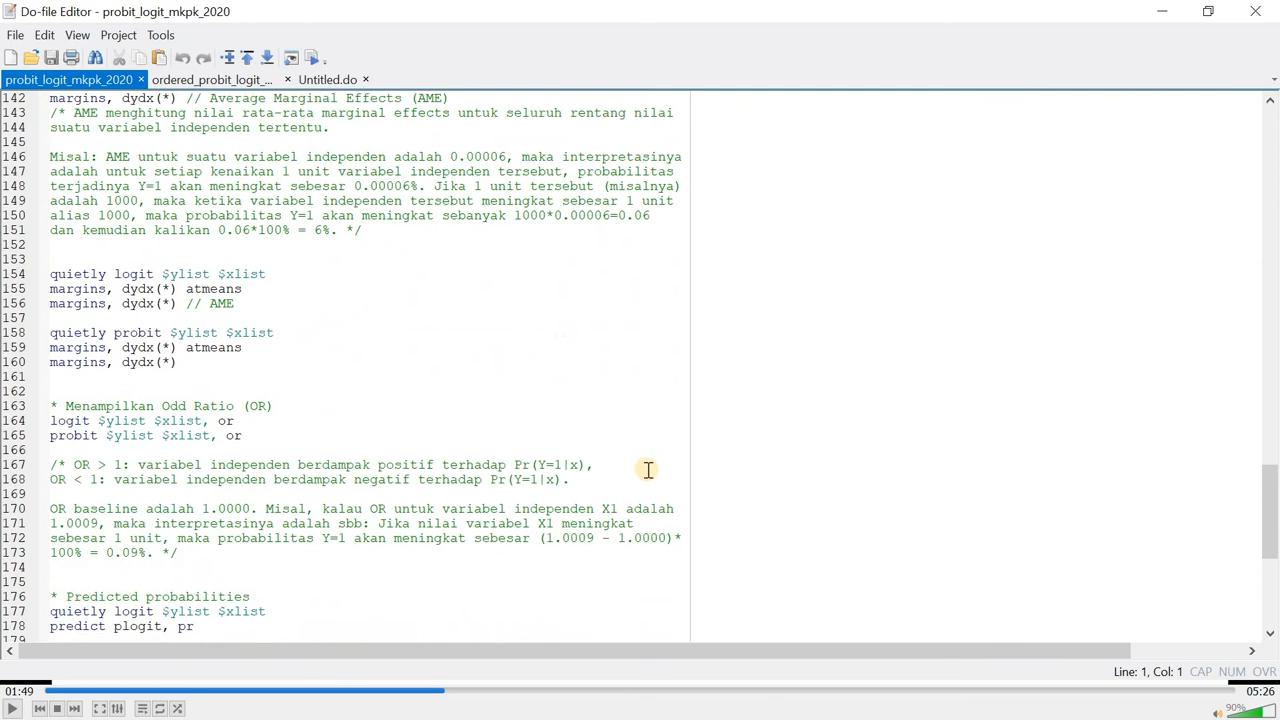 Do-file Editor - probit_logit_mkpk_2020
File Edit View Project Tools
probit_logit_mkpk_2020 × ordered_probit_logit_... × Untitled.do ×
142 margins, dydx(*) // Average Marginal Effects (AME)
143 /* AME menghitung nilai rata-rata marginal effects untuk seluruh rentang nilai
144 suatu variabel independen tertentu.
145
146 Misal: AME untuk suatu variabel independen adalah 0.00006, maka interpretasinya
147 adalah untuk setiap kenaikan 1 unit variabel independen tersebut, probabilitas
148 terjadinya Y=1 akan meningkat sebesar 0.00006%. Jika 1 unit tersebut (misalnya)
149 adalah 1000, maka ketika variabel independen tersebut meningkat sebesar 1 unit
150 alias 1000, maka probabilitas Y=1 akan meningkat sebanyak 1000*0.00006=0.06
151 dan kemudian kalikan 0.06*100% = 6%. */
152
153
154 quietly logit $ylist $xlist
155 margins, dydx(*) atmeans
156 margins, dydx(*) // AME
157
158 quietly probit $ylist $xlist
159 margins, dydx(*) atmeans
160 margins, dydx(*)
161
162
163 * Menampilkan Odd Ratio (OR)
164 logit $ylist $xlist, or
165 probit $ylist $xlist, or
166
167 /* OR > 1: variabel independen berdampak positif terhadap Pr(Y=1|x),
168 OR < 1: variabel independen berdampak negatif terhadap Pr(Y=1|x).
169
170 OR baseline adalah 1.0000. Misal, kalau OR untuk variabel independen X1 adalah
171 1.0009, maka interpretasinya adalah sbb: Jika nilai variabel X1 meningkat
172 sebesar 1 unit, maka probabilitas Y=1 akan meningkat sebesar (1.0009 - 1.0000)*
173 100% = 0.09%. */
174
175
176 * Predicted probabilities
177 quietly logit $ylist $xlist
178 predict plogit, pr
179
Line: 1, Col: 1 CAP NUM OVR
01:49 05:26
90%